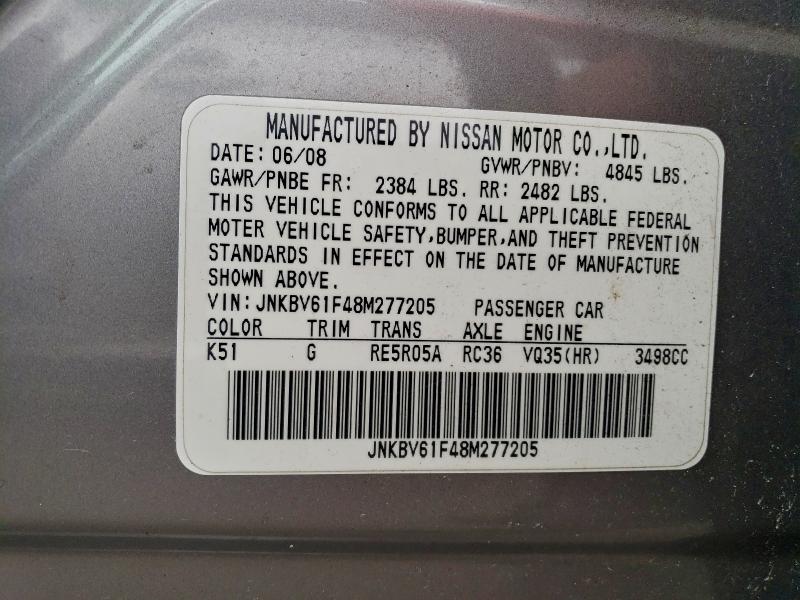 MANUFACTURED BY NISSAN MOTOR CO.,LTD.
DATE: 06/08 GVWR/PNBV: 4845 LBS.
GAWR/PNBE FR: 2384 LBS. RR: 2482 LBS.
THIS VEHICLE CONFORMS TO ALL APPLICABLE FEDERAL
MOTER VEHICLE SAFETY,BUMPER,AND THEFT PREVENTION
STANDARDS IN EFFECT ON THE DATE OF MANUFACTURE
SHOWN ABOVE.
VIN:JNKBV61F48M277205 PASSENGER CAR
COLOR TRIM TRANS AXLE ENGINE
K51 G RE5R05A RC36 VQ35(HR) 3498CC
JNKBV61F48M277205